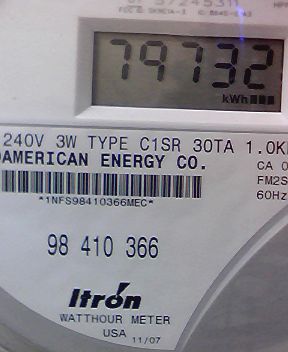 79732
kWh
240V 3W TYPE C1SR 30TA 1.0K
AMERICAN ENERGY CO.
CA 0
FM2S
60Hz
*1NFS98410366MEC*
98 410 366
Itrón
WATTHOUR METER
USA 11/07